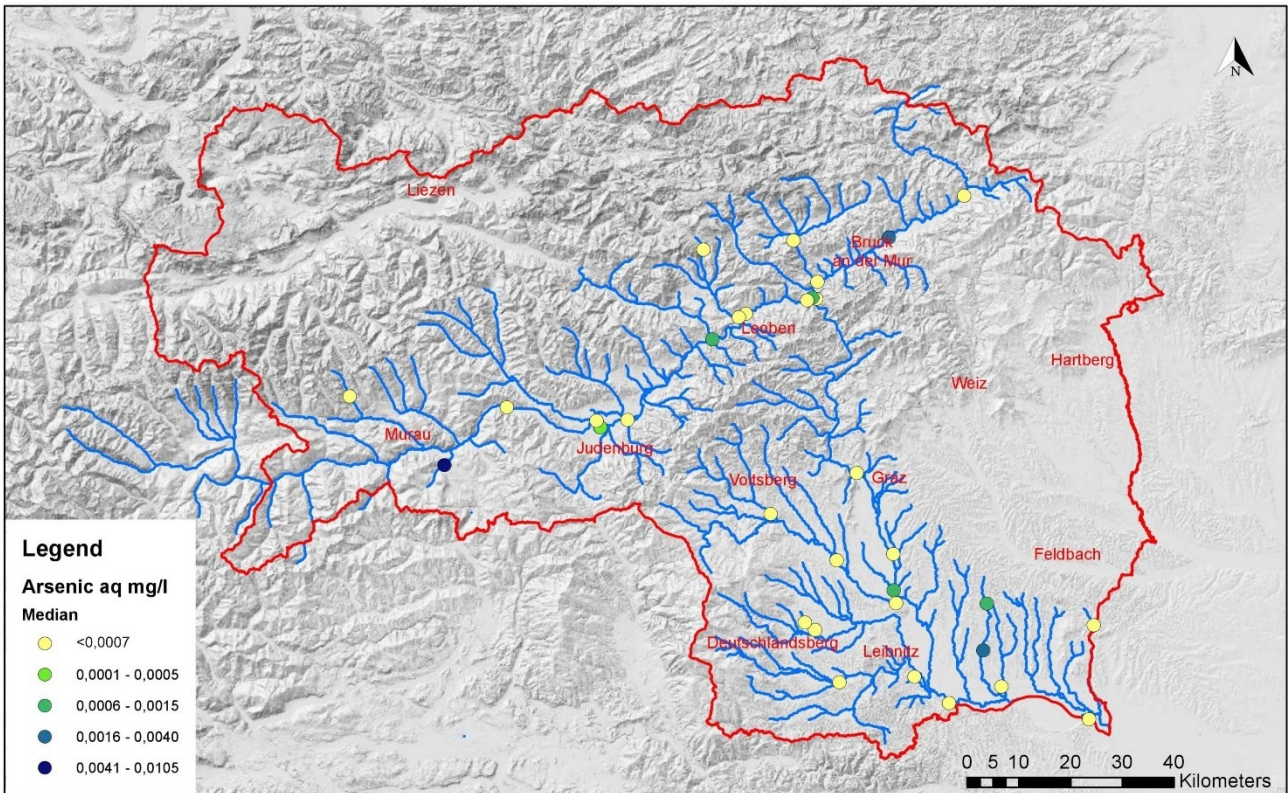 N
Liezen
Bruck
an der Mur
Leoben
Hartberg
Weiz
Murau
Judenburg
Voitsberg
Graz
Feldbach
Deutschlandsberg
Leibnitz
Legend
Arsenic aq mg/l
Median
<0,0007
0,0001 - 0,0005
0,0006 - 0,0015
0,0016 - 0,0040
0,0041 - 0,0105
0 5 10 20 30 40
Kilometers